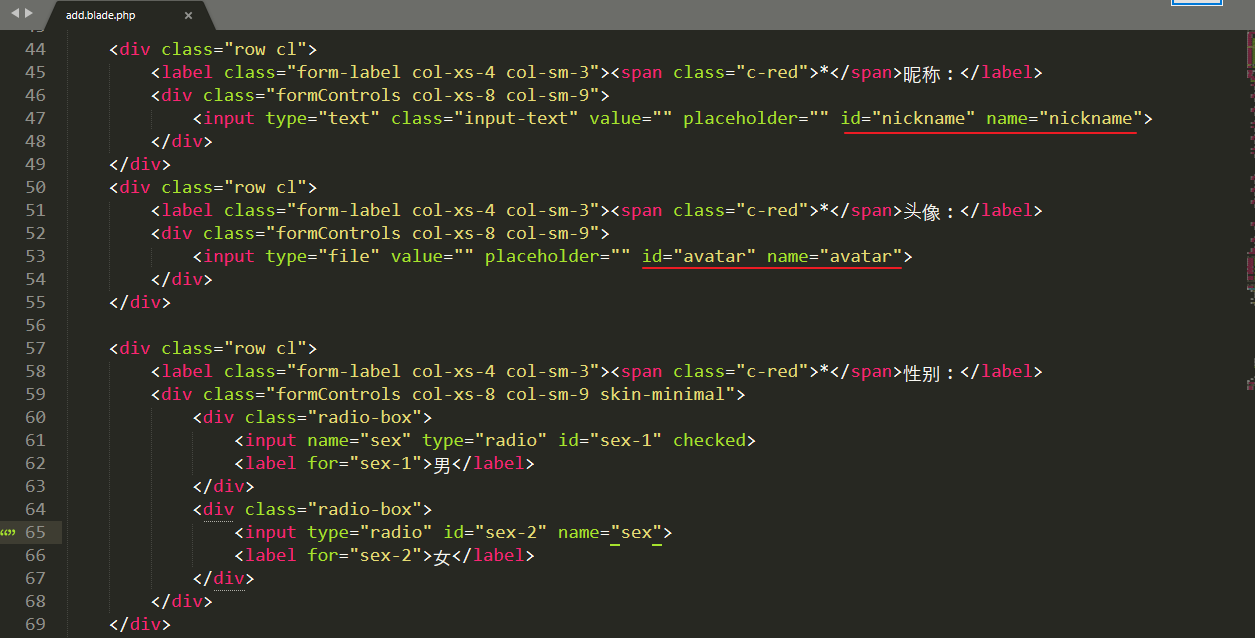 add.blade.php ×
43
44 <div class="row cl">
45 <label class="form-label col-xs-4 col-sm-3"><span class="c-red">*</span>昵称：</label>
46 <div class="formControls col-xs-8 col-sm-9">
47 <input type="text" class="input-text" value="" placeholder="" id="nickname" name="nickname">
48 </div>
49 </div>
50 <div class="row cl">
51 <label class="form-label col-xs-4 col-sm-3"><span class="c-red">*</span>头像：</label>
52 <div class="formControls col-xs-8 col-sm-9">
53 <input type="file" value="" placeholder="" id="avatar" name="avatar">
54 </div>
55 </div>
56
57 <div class="row cl">
58 <label class="form-label col-xs-4 col-sm-3"><span class="c-red">*</span>性别：</label>
59 <div class="formControls col-xs-8 col-sm-9 skin-minimal">
60 <div class="radio-box">
61 <input name="sex" type="radio" id="sex-1" checked>
62 <label for="sex-1">男</label>
63 </div>
64 <div class="radio-box">
“” 65 <input type="radio" id="sex-2" name="sex">
66 <label for="sex-2">女</label>
67 </div>
68 </div>
69 </div>